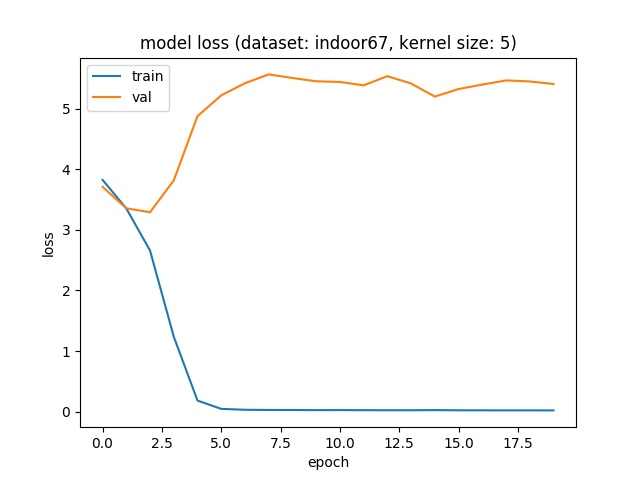 model loss (dataset: indoor67, kernel size: 5)
train
val
5
4
3
2
1
0
loss
0.0 2.5 5.0 7.5 10.0 12.5 15.0 17.5
epoch